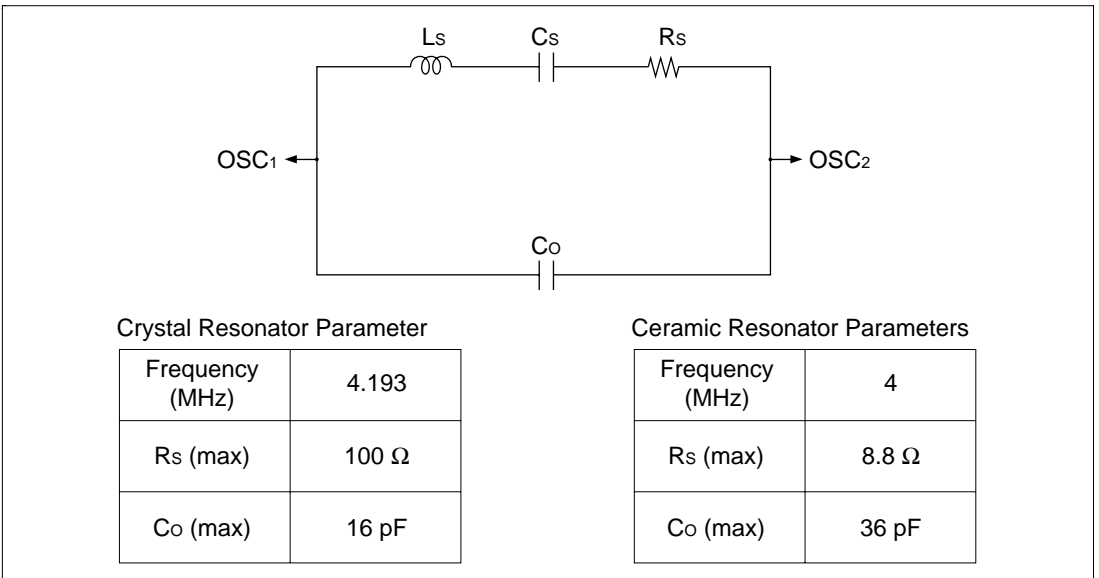 Ls Cs Rs
OSC1 OSC2
Co
Crystal Resonator Parameter
Frequency (MHz) 4.193
Rs (max) 100 Ω
Co (max) 16 pF
Ceramic Resonator Parameters
Frequency (MHz) 4
Rs (max) 8.8 Ω
Co (max) 36 pF